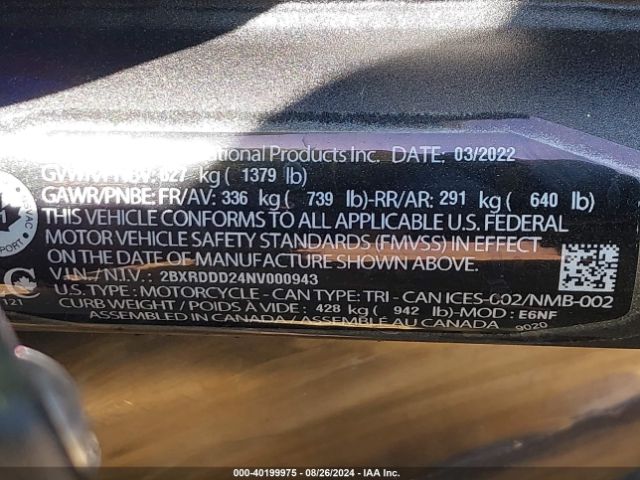 tional Products Inc. DATE: 03/2022
627 kg ( 1379 lb)
GAWR/PNBE: FR/AV: 336 kg ( 739 lb)-RR/AR: 291 kg ( 640 lb)
THIS VEHICLE CONFORMS TO ALL APPLICABLE U.S. FEDERAL
MOTOR VEHICLE SAFETY STANDARDS (FMVSS) IN EFFECT
ON THE DATE OF MANUFACTURE
V.I.N./N.I.V. : 2BXRDDD24NV000943
U.S. TYPE : MOTORCYCLE - CAN TYPE: TRI - CAN ICES-002/NMB-002
CURB WEIGHT / POIDS À VIDE : 428 kg ( 942 lb)-MOD : E6NF
ASSEMBLED IN CANADA / ASSEMBLÉ AU CANADA 9020
121
000-40199975 - 08/26/2024 - IAA Inc.